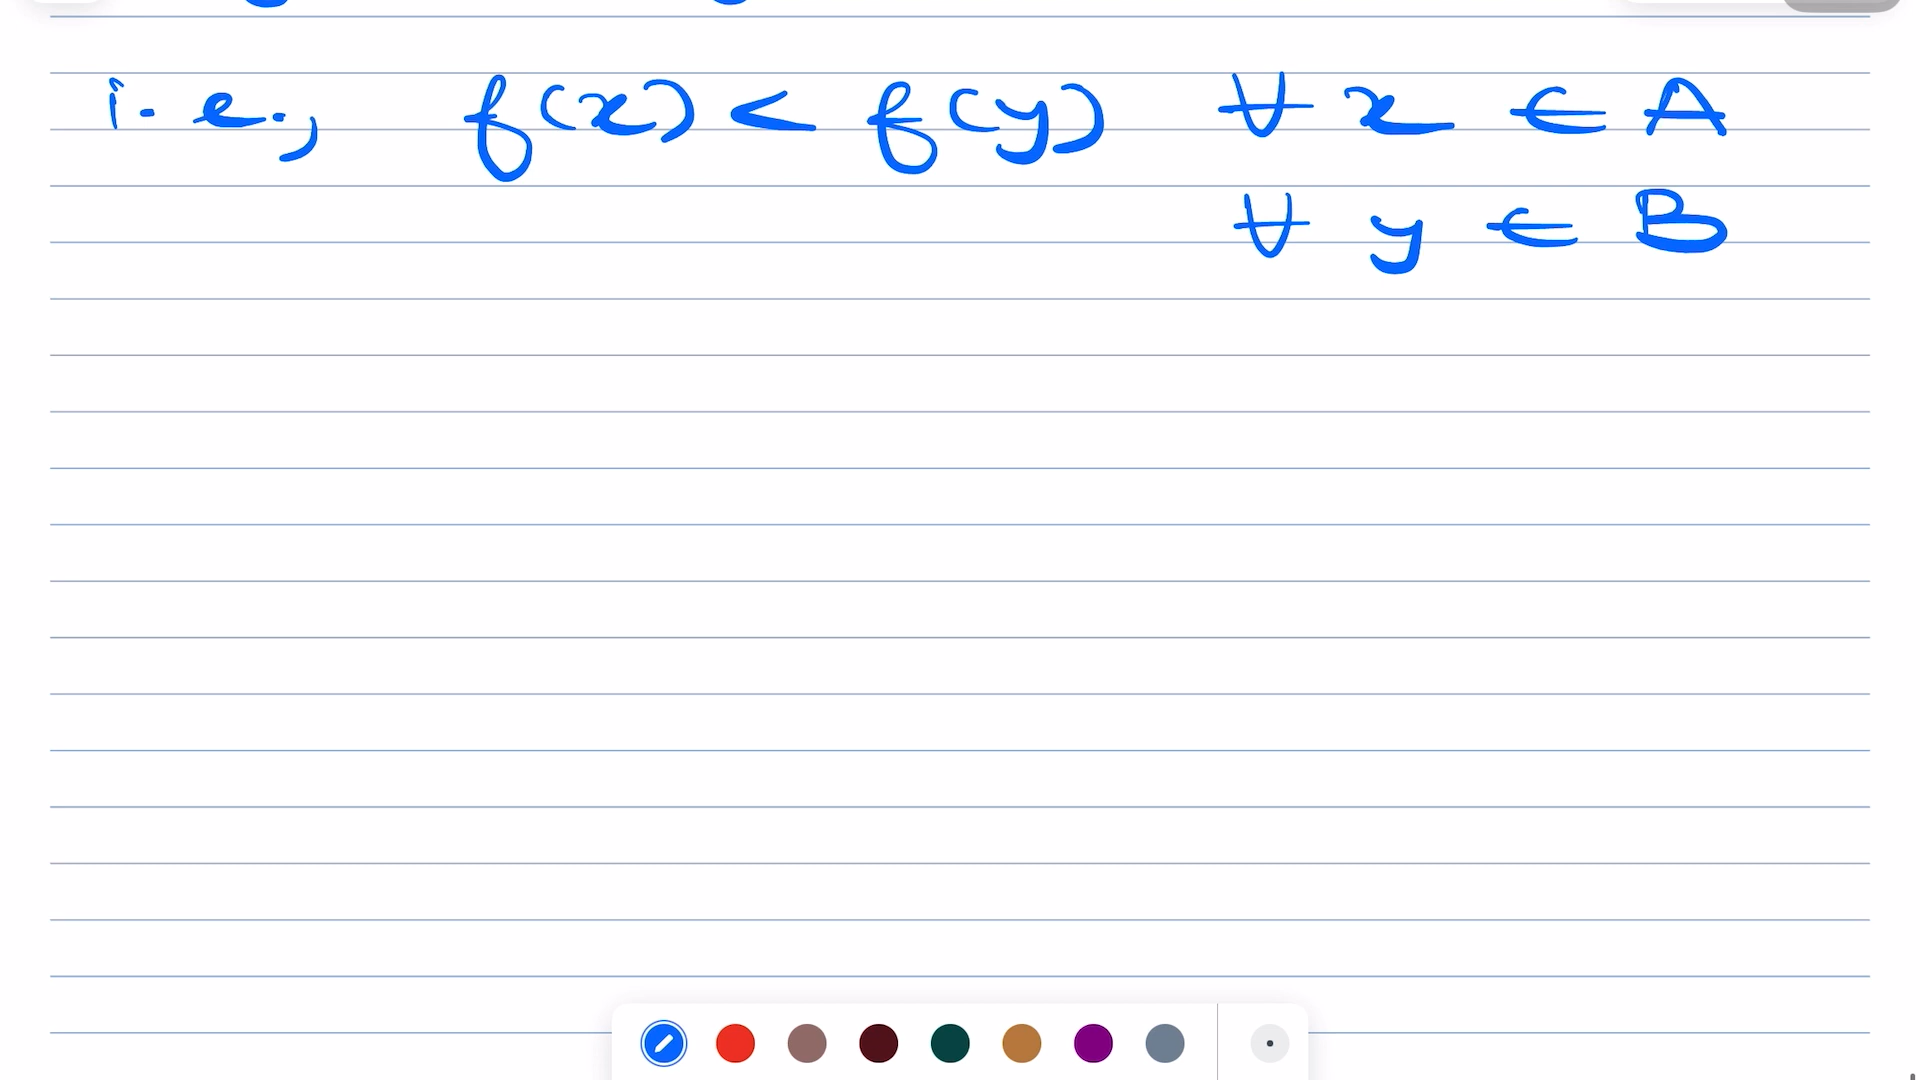 i.e., f(x) < f(y) ∀ x ∈ A
∀ y ∈ B